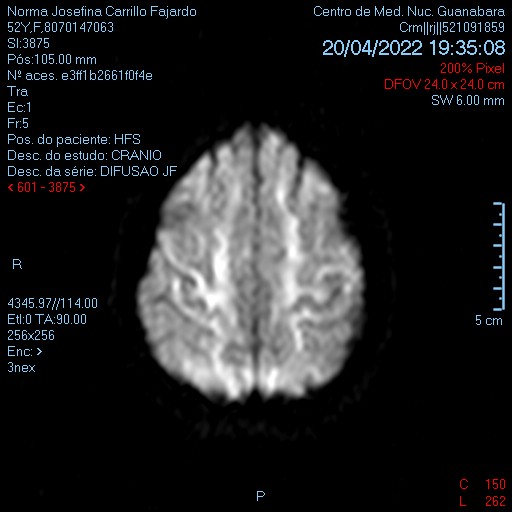 Norma Josefina Carrillo Fajardo
52Y,F,8070147063
Sl:3875
Pós:105.00 mm
Nº aces. e3ff1b2661f0f4e
Tra
Ec:1
Fr:5
Pos. do paciente: HFS
Desc. do estudo: CRANIO
Desc. da série: DIFUSAO JF
< 601 - 3875 >
Centro de Med. Nuc. Guanabara
Crm||rj||521091859
20/04/2022 19:35:08
200% Pixel
DFOV 24.0 x 24.0 cm
SW 6.00 mm
R
4345.97//114.00
Etl:0 TA:90.00
256x256
Enc: >
3nex
5 cm
P
C 150
L 262